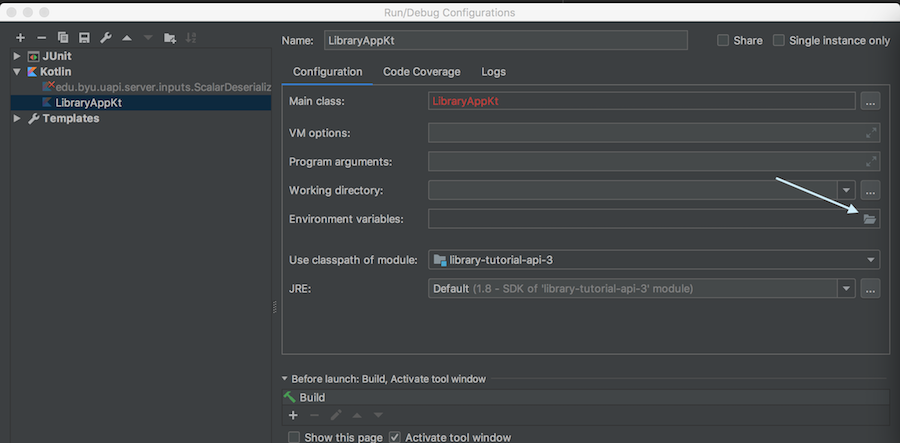 Run/Debug Configurations
JUnit
Kotlin
edu.byu.uapi.server.inputs.ScalarDeserializ
LibraryAppKt
Templates
Name: LibraryAppKt
Share
Single instance only
Configuration Code Coverage Logs
Main class: LibraryAppKt ...
VM options:
Program arguments:
Working directory: ...
Environment variables:
Use classpath of module: library-tutorial-api-3
JRE: Default (1.8 - SDK of 'library-tutorial-api-3' module) ...
Before launch: Build, Activate tool window
Build
Show this page Activate tool window